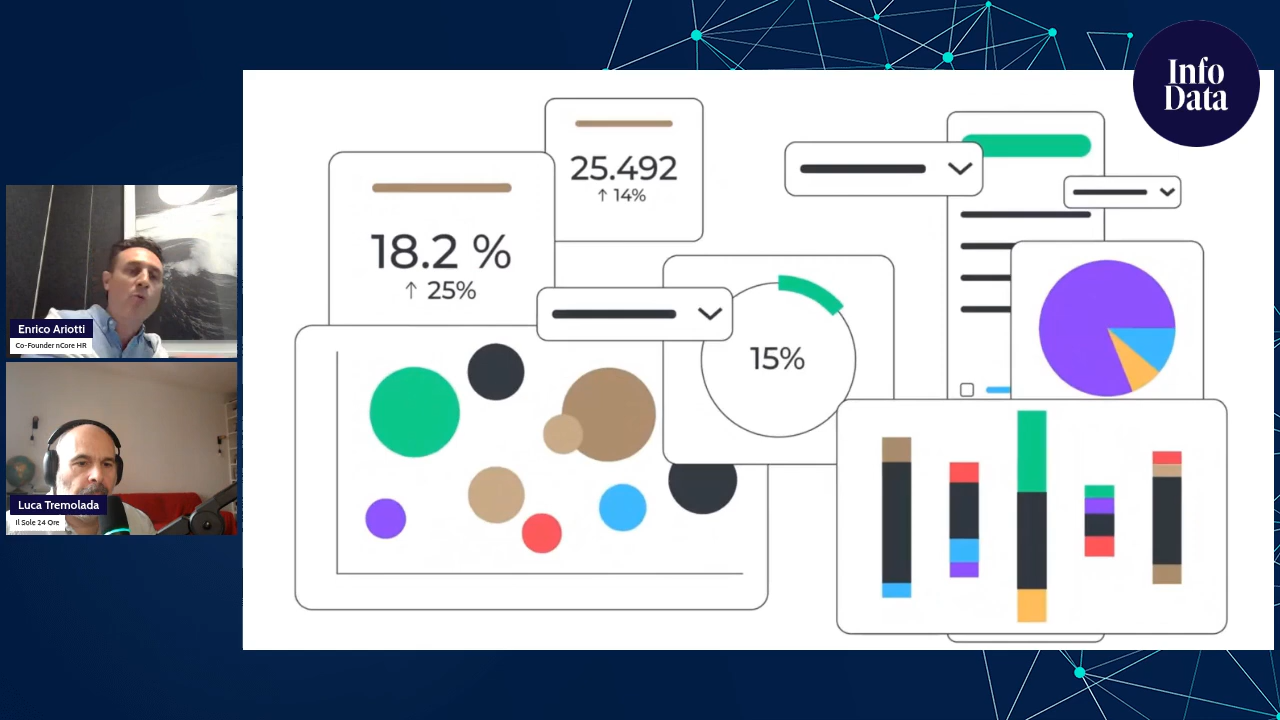 Info
Data
25.492
↑ 14%
18.2 %
↑ 25%
15%
Enrico Ariotti
Co-Founder nCore HR
Luca Tremolada
Il Sole 24 Ore